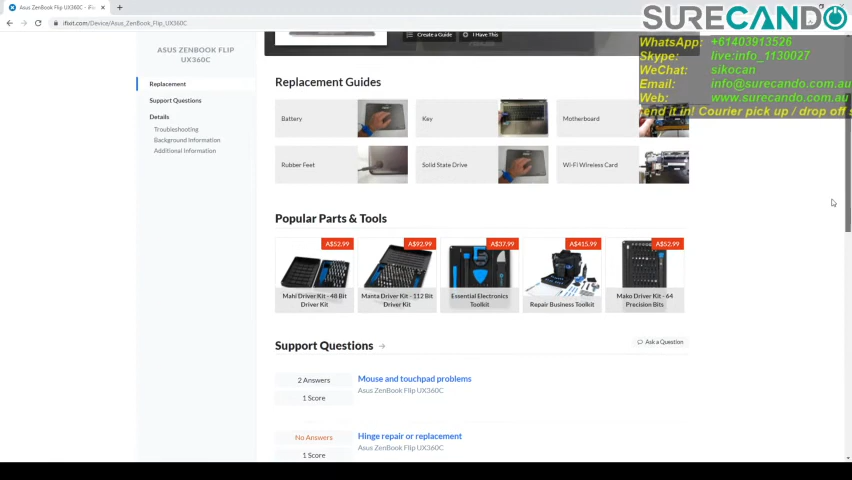 Asus ZenBook Flip UX360C - iFi
ifixit.com/Device/Asus_ZenBook_Flip_UX360C
SURECANDO
WhatsApp: +61403913526
Skype: live:info_1130027
WeChat: sikocan
Email: info@surecando.com.au
Web: www.surecando.com.au
end it in! Courier pick up / drop off s
ASUS ZENBOOK FLIP
UX360C
Replacement
Support Questions
Details
Troubleshooting
Background Information
Additional Information
Create a Guide
I Have This
Replacement Guides
Battery
Key
Motherboard
Rubber Feet
Solid State Drive
Wi-Fi Wireless Card
Popular Parts & Tools
A$52.99
A$92.99
A$37.99
A$415.99
A$52.99
Mahi Driver Kit - 48 Bit
Driver Kit
Manta Driver Kit - 112 Bit
Driver Kit
Essential Electronics
Toolkit
Repair Business Toolkit
Mako Driver Kit - 64
Precision Bits
Support Questions
Ask a Question
2 Answers
1 Score
Mouse and touchpad problems
Asus ZenBook Flip UX360C
No Answers
1 Score
Hinge repair or replacement
Asus ZenBook Flip UX360C